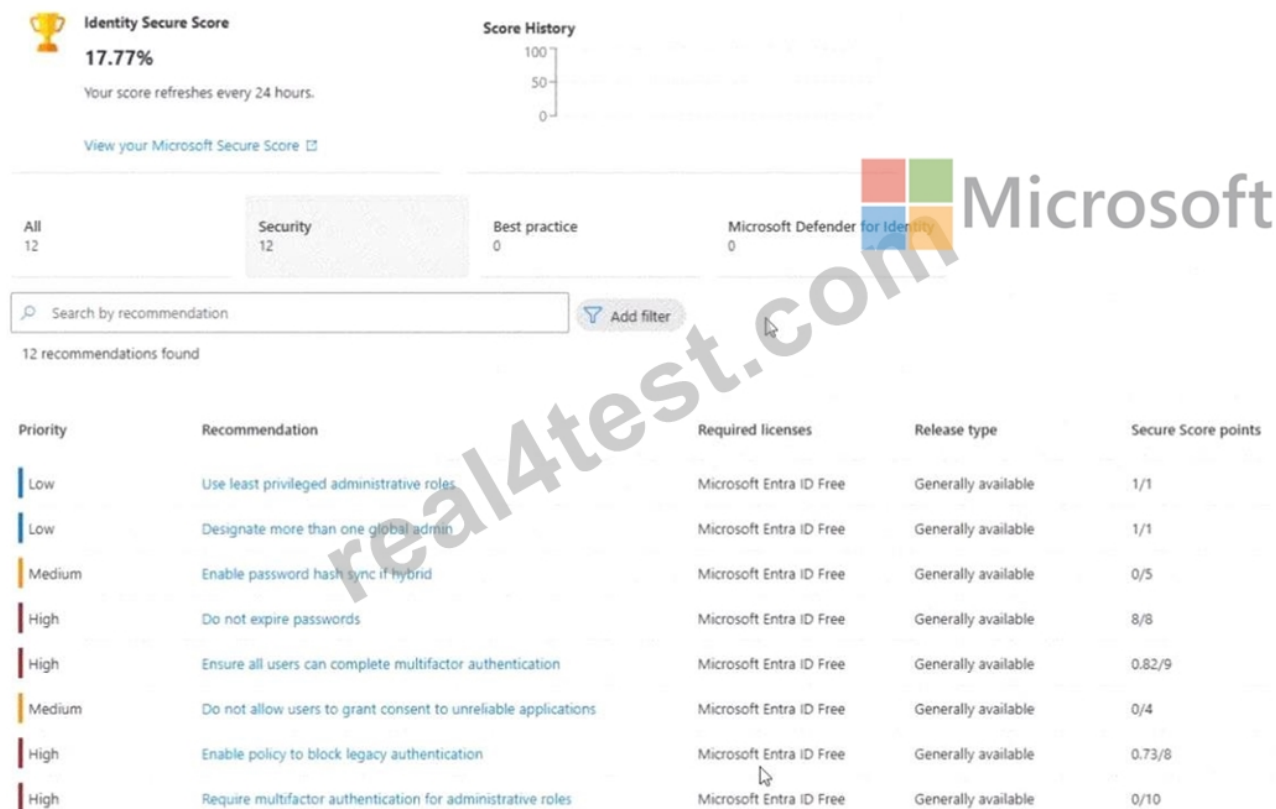 Identity Secure Score
17.77%
Your score refreshes every 24 hours.
View your Microsoft Secure Score
Score History
100
50
0
Microsoft
All
12
Security
12
Best practice
0
Microsoft Defender for Identity
0
Search by recommendation
Add filter
12 recommendations found
real4test.com
Priority Recommendation Required licenses Release type Secure Score points
Low Use least privileged administrative roles Microsoft Entra ID Free Generally available 1/1
Low Designate more than one global admin Microsoft Entra ID Free Generally available 1/1
Medium Enable password hash sync if hybrid Microsoft Entra ID Free Generally available 0/5
High Do not expire passwords Microsoft Entra ID Free Generally available 8/8
High Ensure all users can complete multifactor authentication Microsoft Entra ID Free Generally available 0.82/9
Medium Do not allow users to grant consent to unreliable applications Microsoft Entra ID Free Generally available 0/4
High Enable policy to block legacy authentication Microsoft Entra ID Free Generally available 0.73/8
High Require multifactor authentication for administrative roles Microsoft Entra ID Free Generally available 0/10